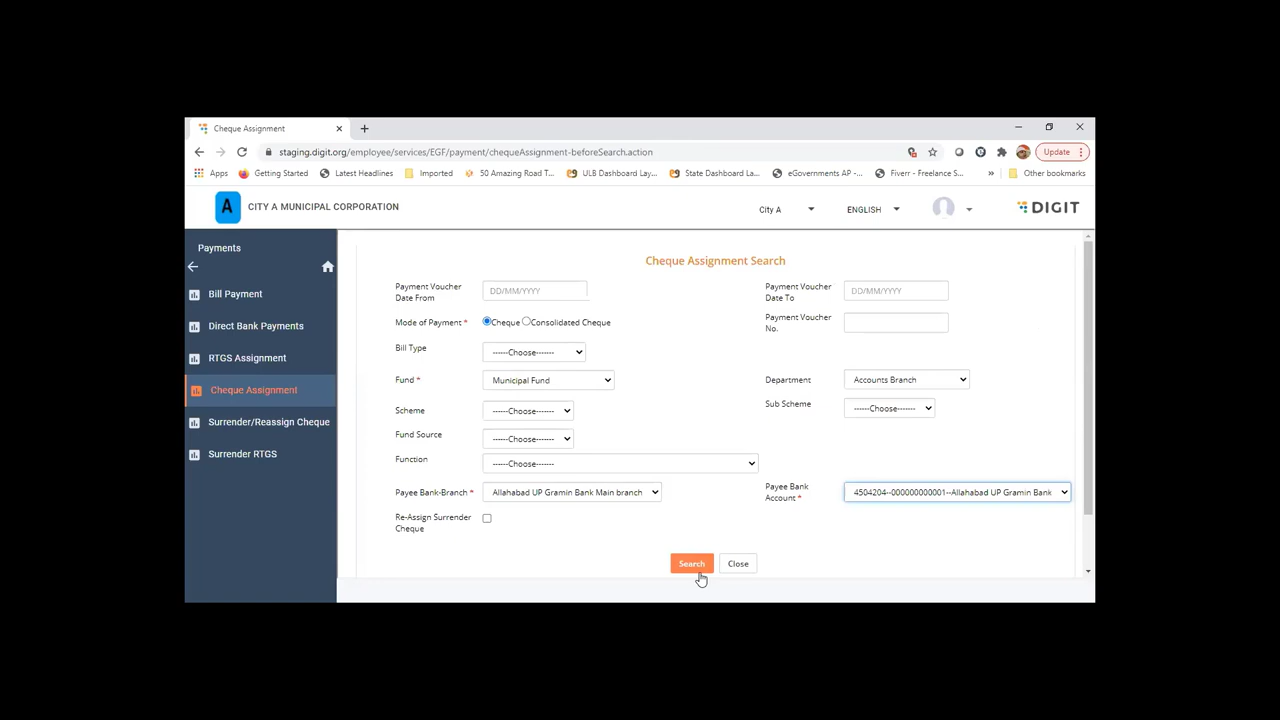 Cheque Assignment
staging.digit.org/employee/services/EGF/payment/chequeAssignment-beforeSearch.action
Update
Apps
Getting Started
Latest Headlines
Imported
50 Amazing Road T...
ULB Dashboard Lay...
State Dashboard La...
eGovernments AP -...
Fiverr - Freelance S...
»
Other bookmarks
A
CITY A MUNICIPAL CORPORATION
City A
ENGLISH
DIGIT
Payments
Bill Payment
Direct Bank Payments
RTGS Assignment
Cheque Assignment
Surrender/Reassign Cheque
Surrender RTGS
Cheque Assignment Search
Payment Voucher
Date From
DD/MM/YYYY
Payment Voucher
Date To
DD/MM/YYYY
Mode of Payment *
Cheque
Consolidated Cheque
Payment Voucher
No.
Bill Type
------Choose-------
Fund *
Municipal Fund
Department
Accounts Branch
Scheme
------Choose-------
Sub Scheme
------Choose-------
Fund Source
------Choose-------
Function
------Choose-------
Payee Bank-Branch *
Allahabad UP Gramin Bank Main branch
Payee Bank
Account *
4504204--000000000001--Allahabad UP Gramin Bank
Re-Assign Surrender
Cheque
Search
Close